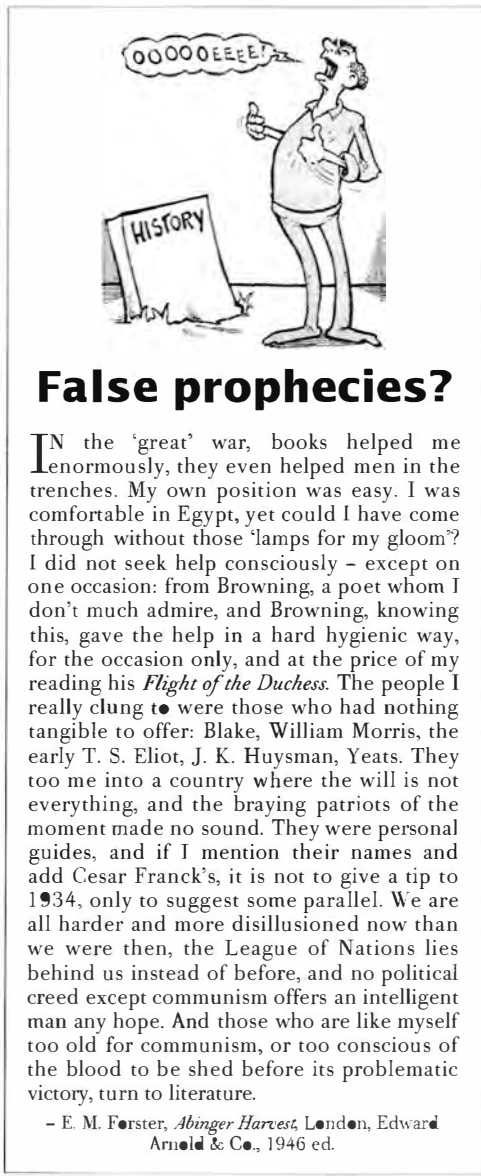 OOOOOEEEE!
HISTORY
False prophecies?
IN the ‘great’ war, books helped me
enormously, they even helped men in the
trenches. My own position was easy. I was
comfortable in Egypt, yet could I have come
through without those ‘lamps for my gloom’?
I did not seek help consciously – except on
one occasion: from Browning, a poet whom I
don’t much admire, and Browning, knowing
this, gave the help in a hard hygienic way,
for the occasion only, and at the price of my
reading his Flight of the Duchess. The people I
really clung to were those who had nothing
tangible to offer: Blake, William Morris, the
early T. S. Eliot, J. K. Huysman, Yeats. They
too me into a country where the will is not
everything, and the braying patriots of the
moment made no sound. They were personal
guides, and if I mention their names and
add Cesar Franck’s, it is not to give a tip to
1934, only to suggest some parallel. We are
all harder and more disillusioned now than
we were then, the League of Nations lies
behind us instead of before, and no political
creed except communism offers an intelligent
man any hope. And those who are like myself
too old for communism, or too conscious of
the blood to be shed before its problematic
victory, turn to literature.
– E. M. Forster, Abinger Harvest, London, Edward
Arnold & Co., 1946 ed.